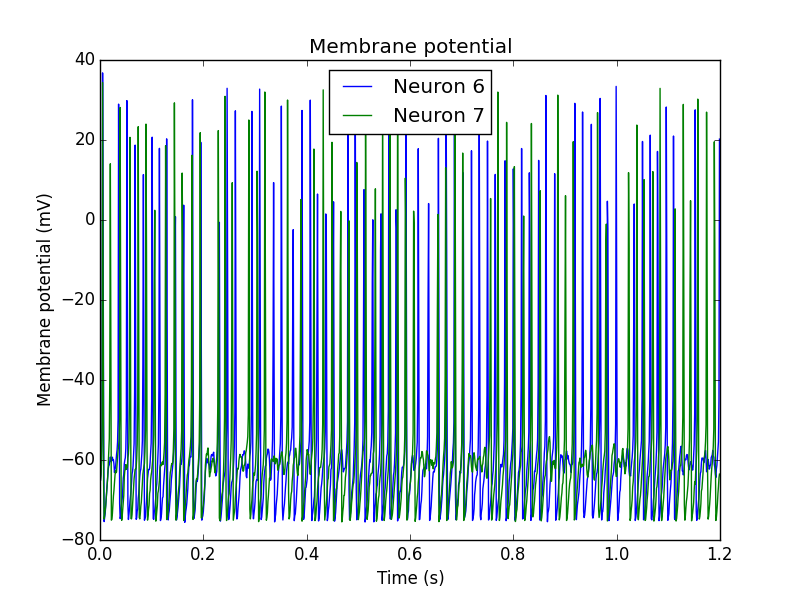 Membrane potential
Neuron 6
Neuron 7
40
20
0
−20
−40
−60
−80
Membrane potential (mV)
0.0 0.2 0.4 0.6 0.8 1.0 1.2
Time (s)